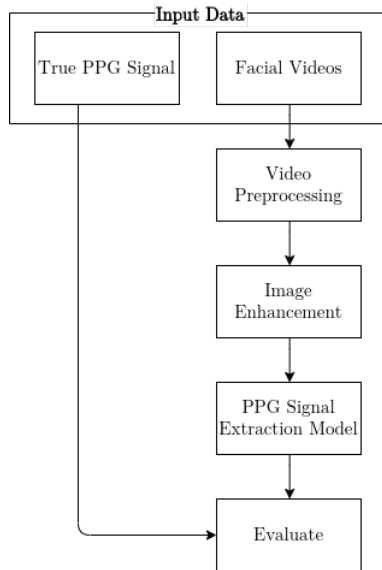 Input Data
True PPG Signal
Facial Videos
Video
Preprocessing
Image
Enhancement
PPG Signal
Extraction Model
Evaluate